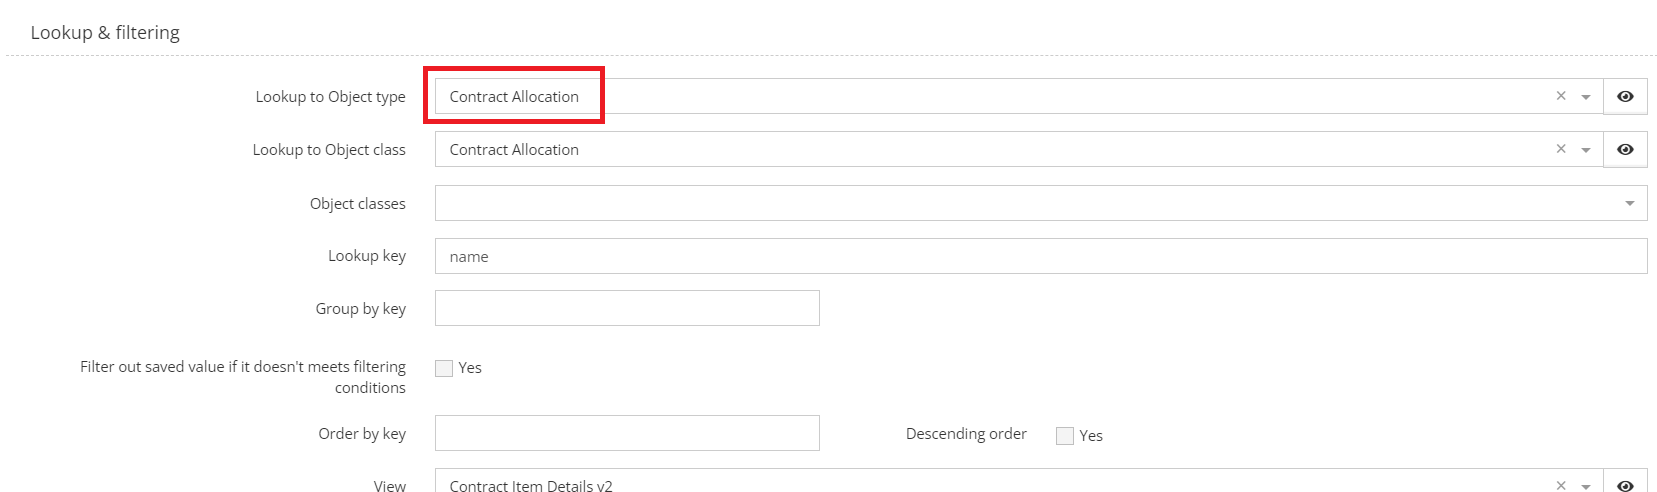 Lookup & filtering
Lookup to Object type Contract Allocation
Lookup to Object class Contract Allocation
Object classes
Lookup key name
Group by key
Filter out saved value if it doesn't meets filtering
conditions Yes
Order by key Descending order Yes
View Contract Item Details v2